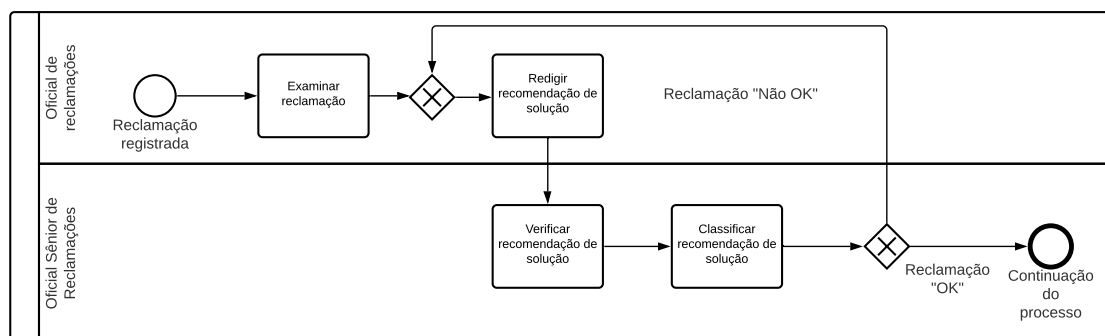 Oficial de
reclamações
Reclamação
registrada
Examinar
reclamação
Redigir
recomendação de
solução
Reclamação "Não OK"
Oficial Sênior de
Reclamações
Verificar
recomendação de
solução
Classificar
recomendação de
solução
Reclamação
"OK"
Continuação
do
processo